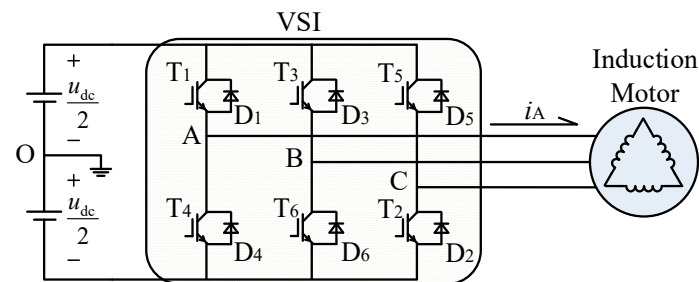 VSI
+
u_dc/2
−
O
+
u_dc/2
−
T1
D1
T3
D3
T5
D5
A
B
C
T4
D4
T6
D6
T2
D2
iA
Induction
Motor